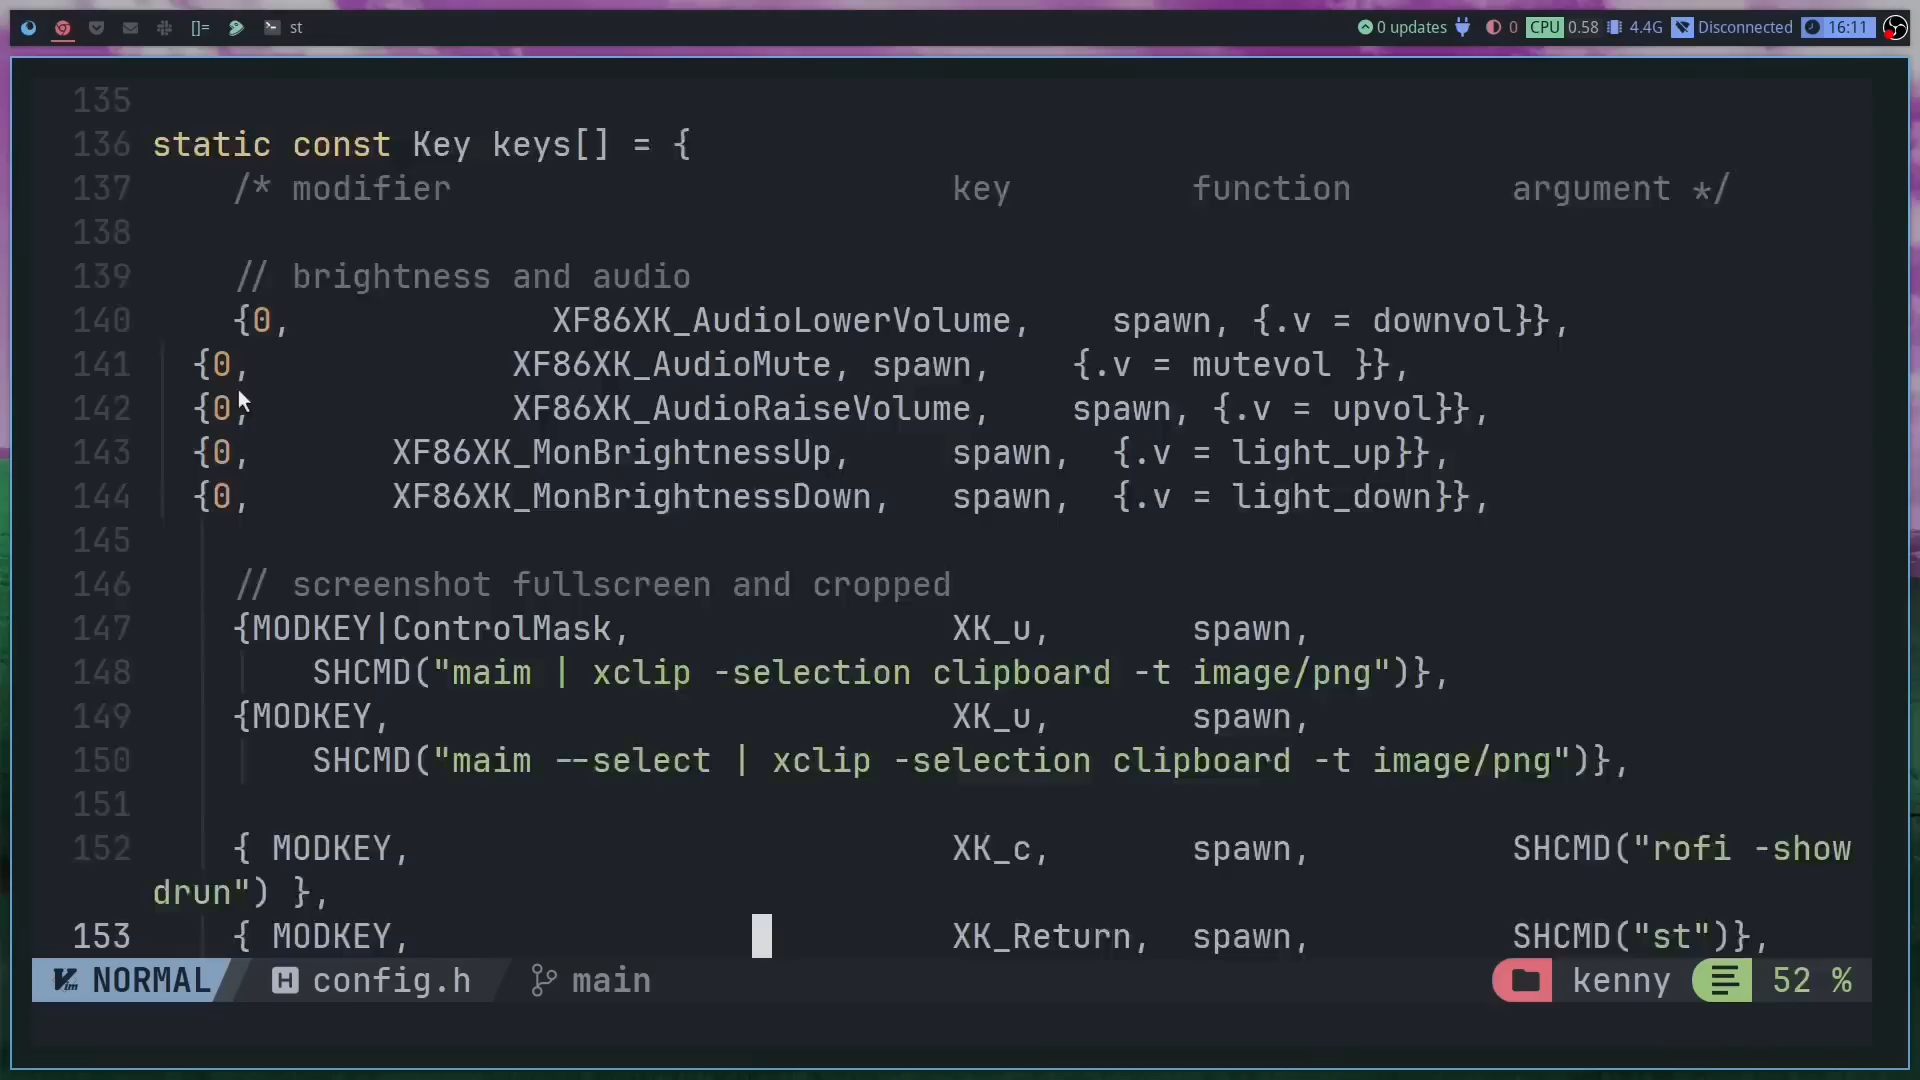 []= st 0 updates 0 CPU 0.58 4.4G Disconnected 16:11
135
136 static const Key keys[] = {
137 /* modifier key function argument */
138
139 // brightness and audio
140 {0, XF86XK_AudioLowerVolume, spawn, {.v = downvol}},
141 {0, XF86XK_AudioMute, spawn, {.v = mutevol }},
142 {0, XF86XK_AudioRaiseVolume, spawn, {.v = upvol}},
143 {0, XF86XK_MonBrightnessUp, spawn, {.v = light_up}},
144 {0, XF86XK_MonBrightnessDown, spawn, {.v = light_down}},
145
146 // screenshot fullscreen and cropped
147 {MODKEY|ControlMask, XK_u, spawn,
148 SHCMD("maim | xclip -selection clipboard -t image/png")},
149 {MODKEY, XK_u, spawn,
150 SHCMD("maim --select | xclip -selection clipboard -t image/png")},
151
152 { MODKEY, XK_c, spawn, SHCMD("rofi -show
drun") },
153 { MODKEY, XK_Return, spawn, SHCMD("st")},
NORMAL config.h main kenny 52 %